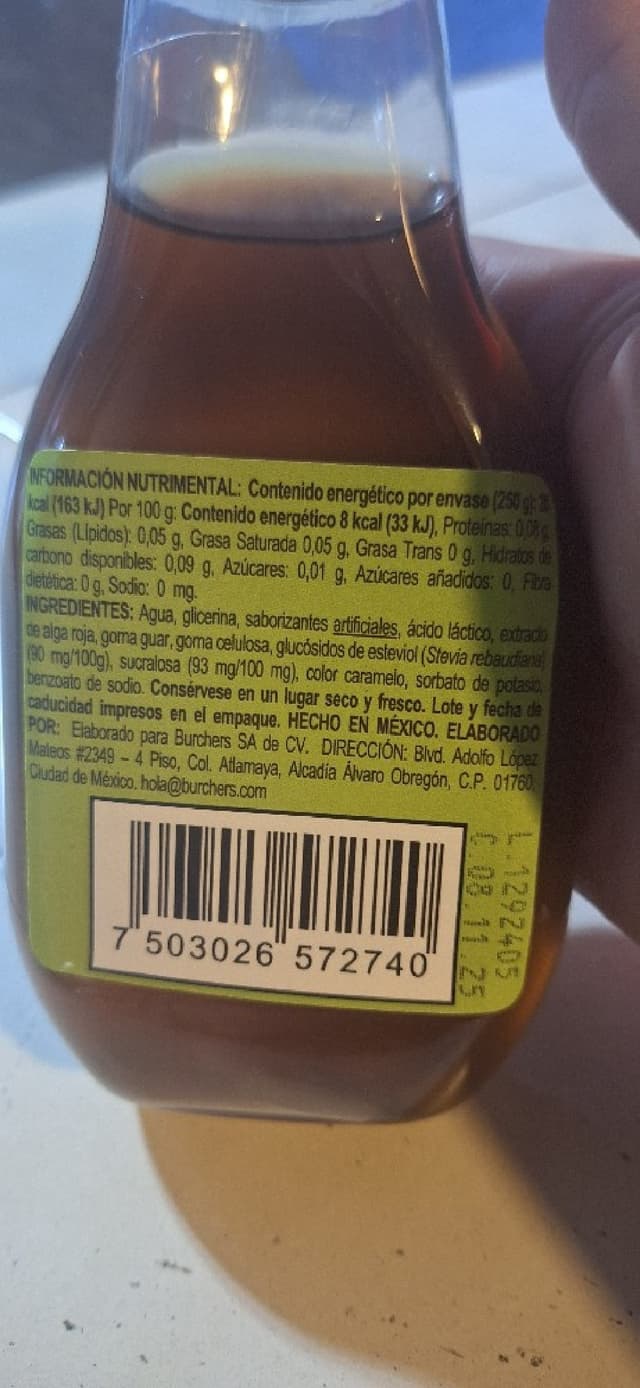 INFORMACIÓN NUTRIMENTAL: Contenido energético por envase (250 g):
kcal (163 kJ) Por 100 g: Contenido energético 8 kcal (33 kJ), Proteínas: 0,08 g,
Grasas (Lípidos): 0,05 g, Grasa Saturada 0,05 g, Grasa Trans 0 g, Hidratos de
carbono disponibles: 0,09 g, Azúcares: 0,01 g, Azúcares añadidos: 0, Fibra
dietética: 0 g, Sodio: 0 mg.
INGREDIENTES: Agua, glicerina, saborizantes artificiales, ácido láctico, extracto
de alga roja, goma guar, goma celulosa, glucósidos de esteviol (Stevia rebaudiana)
(90 mg/100g), sucralosa (93 mg/100 mg), color caramelo, sorbato de potasio,
benzoato de sodio. Consérvese en un lugar seco y fresco. Lote y fecha de
caducidad impresos en el empaque. HECHO EN MÉXICO. ELABORADO
POR: Elaborado para Burchers SA de CV. DIRECCIÓN: Blvd. Adolfo López
Mateos #2349 – 4 Piso, Col. Atlamaya, Alcadía Álvaro Obregón, C.P. 01760,
Ciudad de México. hola@burchers.com
7 503026 572740
L.1292405
C.08.11.25